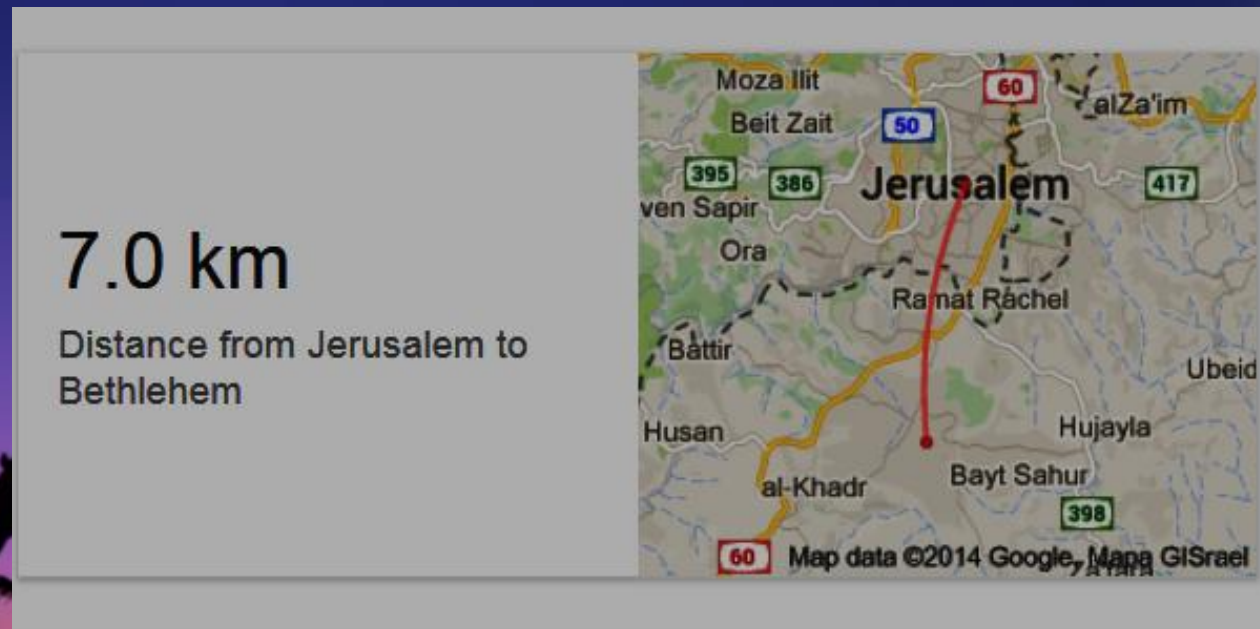 7.0 km
Distance from Jerusalem to
Bethlehem
Moza Ilit
60
alZa'im
Beit Zait
50
395
386
Jerusalem
417
ven Sapir
Ora
Ramat Rachel
Battir
Ubeid
Husan
Hujayla
Bayt Sahur
al-Khadr
398
60
Map data ©2014 Google, Mapa GISrael